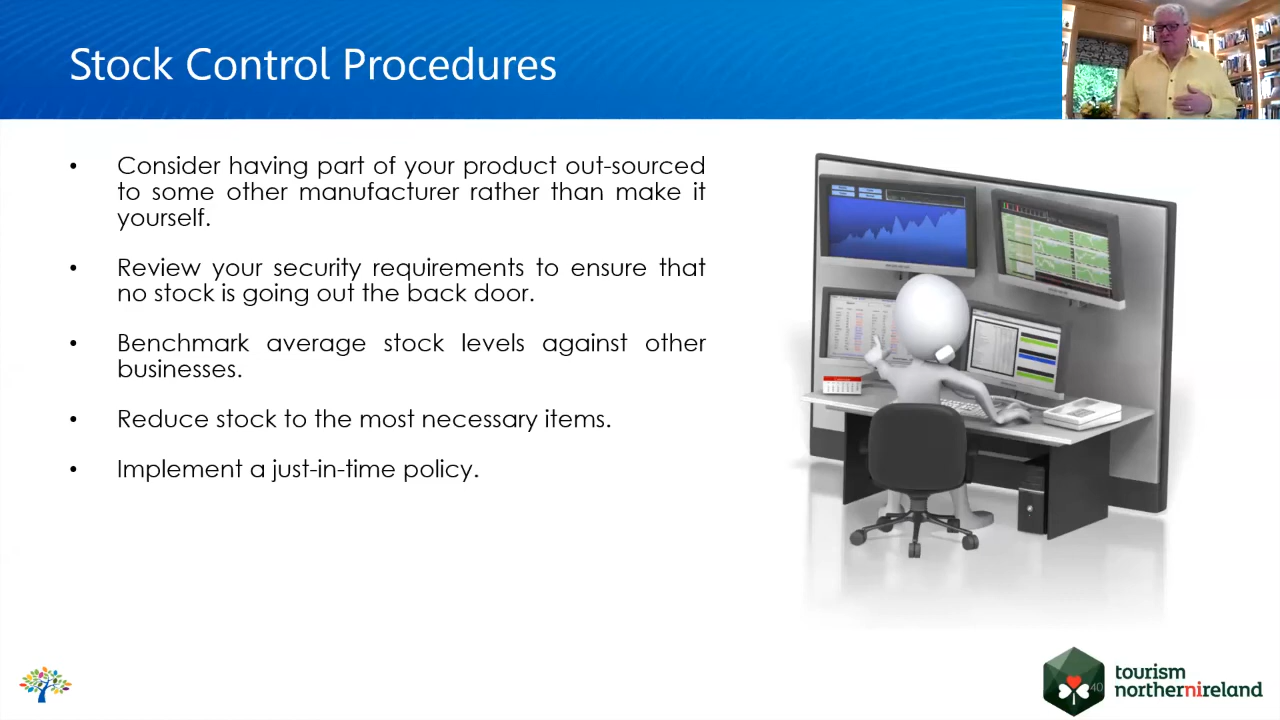 Stock Control Procedures
• Consider having part of your product out-sourced
to some other manufacturer rather than make it
yourself.
• Review your security requirements to ensure that
no stock is going out the back door.
• Benchmark average stock levels against other
businesses.
• Reduce stock to the most necessary items.
• Implement a just-in-time policy.
40
tourism
northernireland